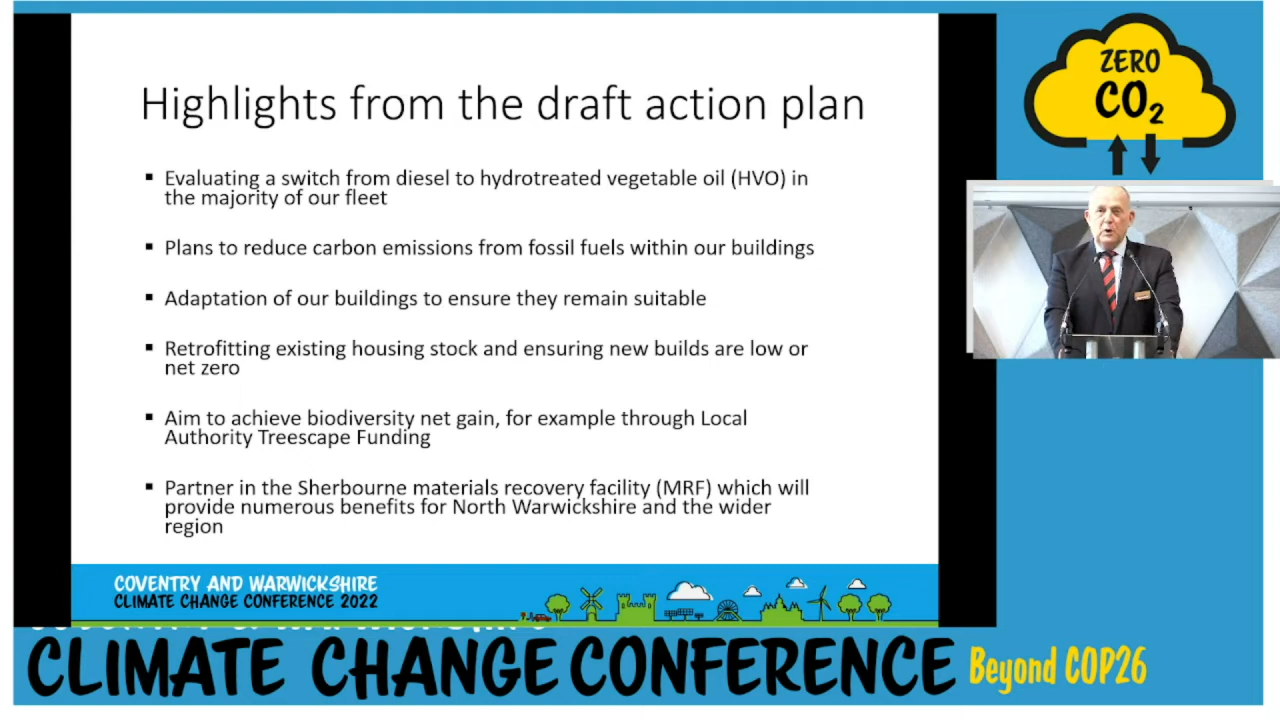 Highlights from the draft action plan
▪ Evaluating a switch from diesel to hydrotreated vegetable oil (HVO) in
the majority of our fleet
▪ Plans to reduce carbon emissions from fossil fuels within our buildings
▪ Adaptation of our buildings to ensure they remain suitable
▪ Retrofitting existing housing stock and ensuring new builds are low or
net zero
▪ Aim to achieve biodiversity net gain, for example through Local
Authority Treescape Funding
▪ Partner in the Sherbourne materials recovery facility (MRF) which will
provide numerous benefits for North Warwickshire and the wider
region
COVENTRY AND WARWICKSHIRE
CLIMATE CHANGE CONFERENCE 2022
ZERO
CO₂
CLIMATE CHANGE CONFERENCE Beyond COP26